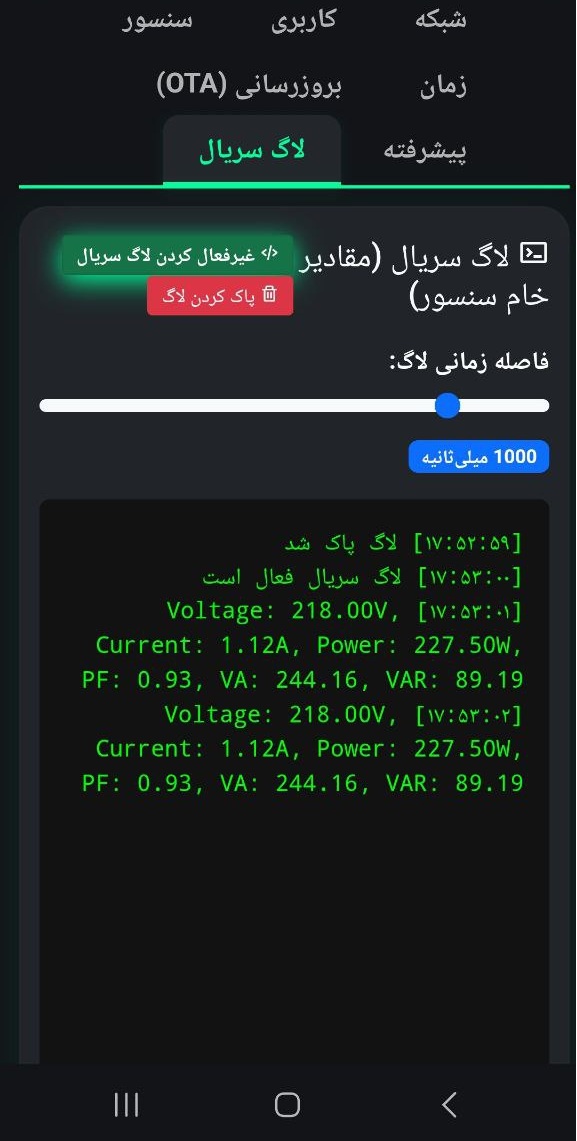 شبکه کاربری سنسور
زمان بروزرسانی (OTA)
پیشرفته لاگ سریال
لاگ سریال (مقادیر
خام سنسور)
</> غیرفعال کردن لاگ سریال
پاک کردن لاگ
فاصله زمانی لاگ:
1000 میلی‌ثانیه
[۱۷:۵۲:۵۹] لاگ پاک شد
[۱۷:۵۳:۰۰] لاگ سریال فعال است
[۱۷:۵۳:۰۱] Voltage: 218.00V,
Current: 1.12A, Power: 227.50W,
PF: 0.93, VA: 244.16, VAR: 89.19
[۱۷:۵۳:۰۲] Voltage: 218.00V,
Current: 1.12A, Power: 227.50W,
PF: 0.93, VA: 244.16, VAR: 89.19